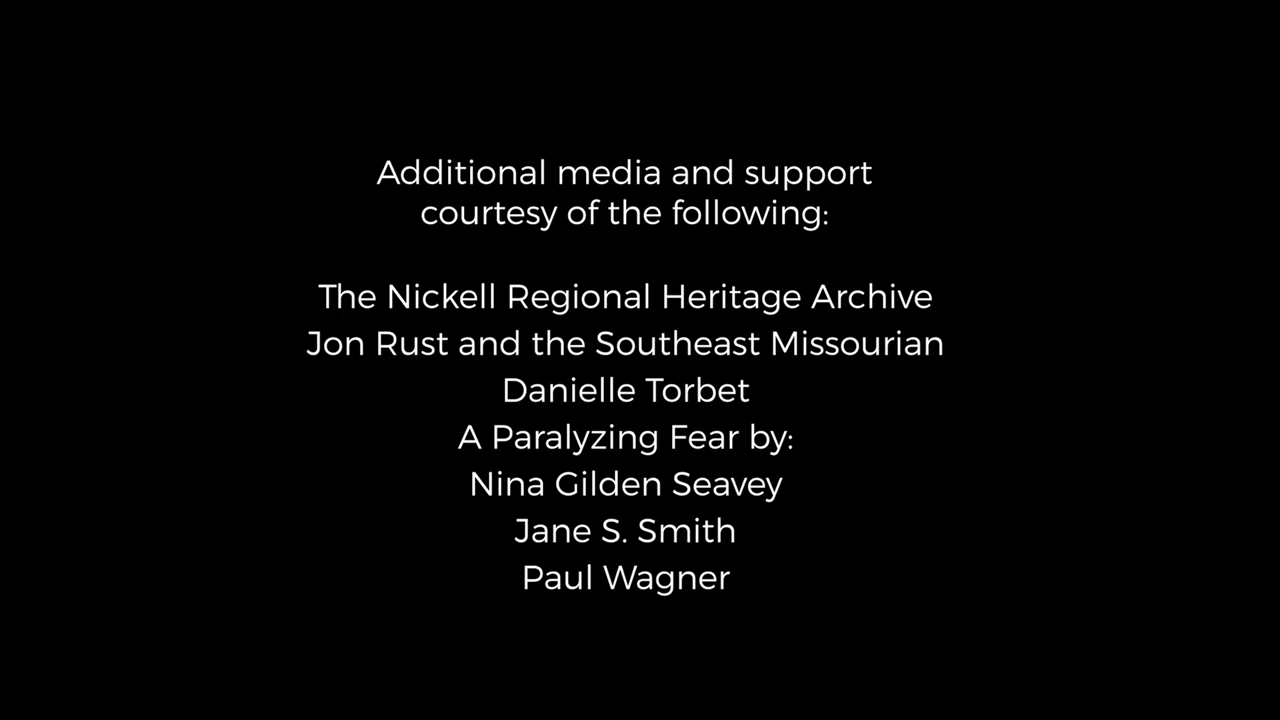 Additional media and support
courtesy of the following:
The Nickell Regional Heritage Archive
Jon Rust and the Southeast Missourian
Danielle Torbet
A Paralyzing Fear by:
Nina Gilden Seavey
Jane S. Smith
Paul Wagner